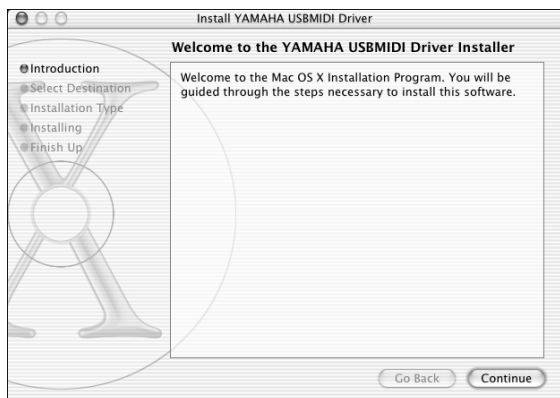 Install YAMAHA USBMIDI Driver
Welcome to the YAMAHA USBMIDI Driver Installer
Introduction
Select Destination
Installation Type
Installing
Finish Up
Welcome to the Mac OS X Installation Program. You will be
guided through the steps necessary to install this software.
Go Back
Continue